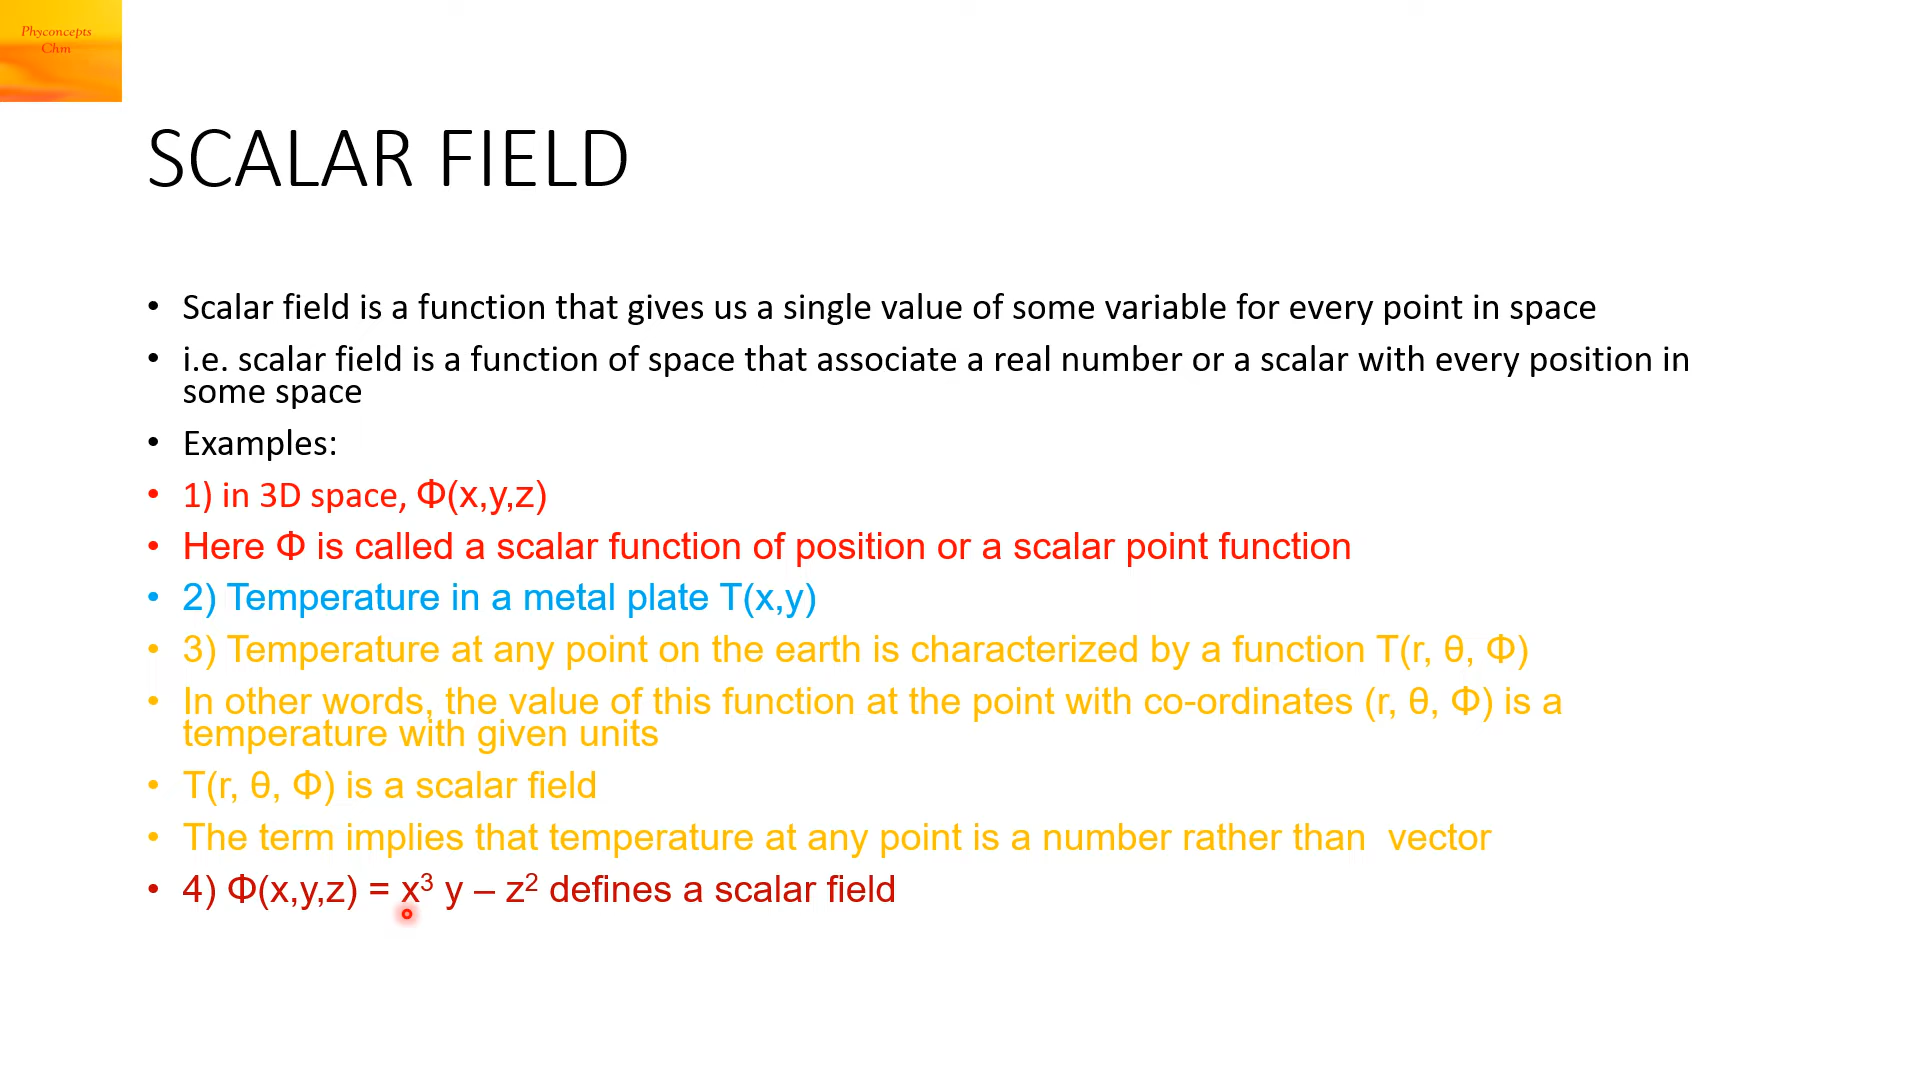 Phyconcepts
Chm
SCALAR FIELD
• Scalar field is a function that gives us a single value of some variable for every point in space
• i.e. scalar field is a function of space that associate a real number or a scalar with every position in
some space
• Examples:
• 1) in 3D space, Φ(x,y,z)
• Here Φ is called a scalar function of position or a scalar point function
• 2) Temperature in a metal plate T(x,y)
• 3) Temperature at any point on the earth is characterized by a function T(r, θ, Φ)
• In other words, the value of this function at the point with co-ordinates (r, θ, Φ) is a
temperature with given units
• T(r, θ, Φ) is a scalar field
• The term implies that temperature at any point is a number rather than  vector
• 4) Φ(x,y,z) = x³ y – z² defines a scalar field